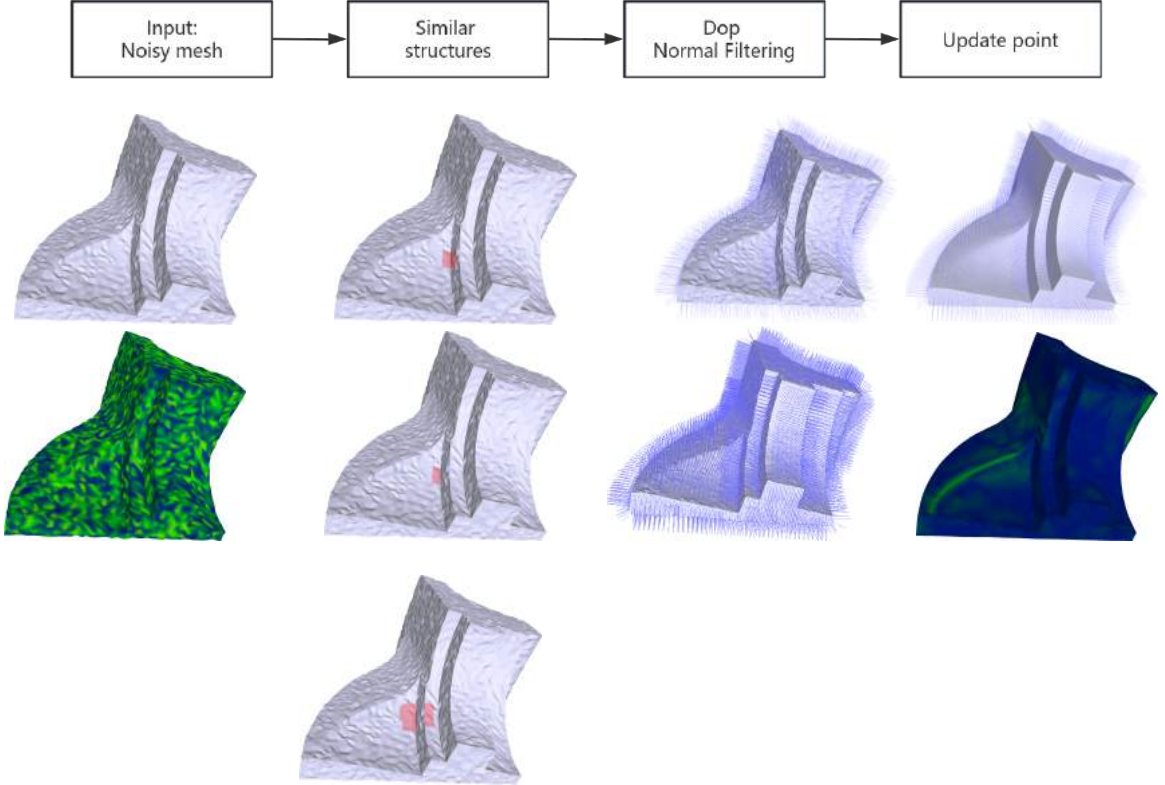 Input:
Noisy mesh
Similar
structures
Dop
Normal Filtering
Update point